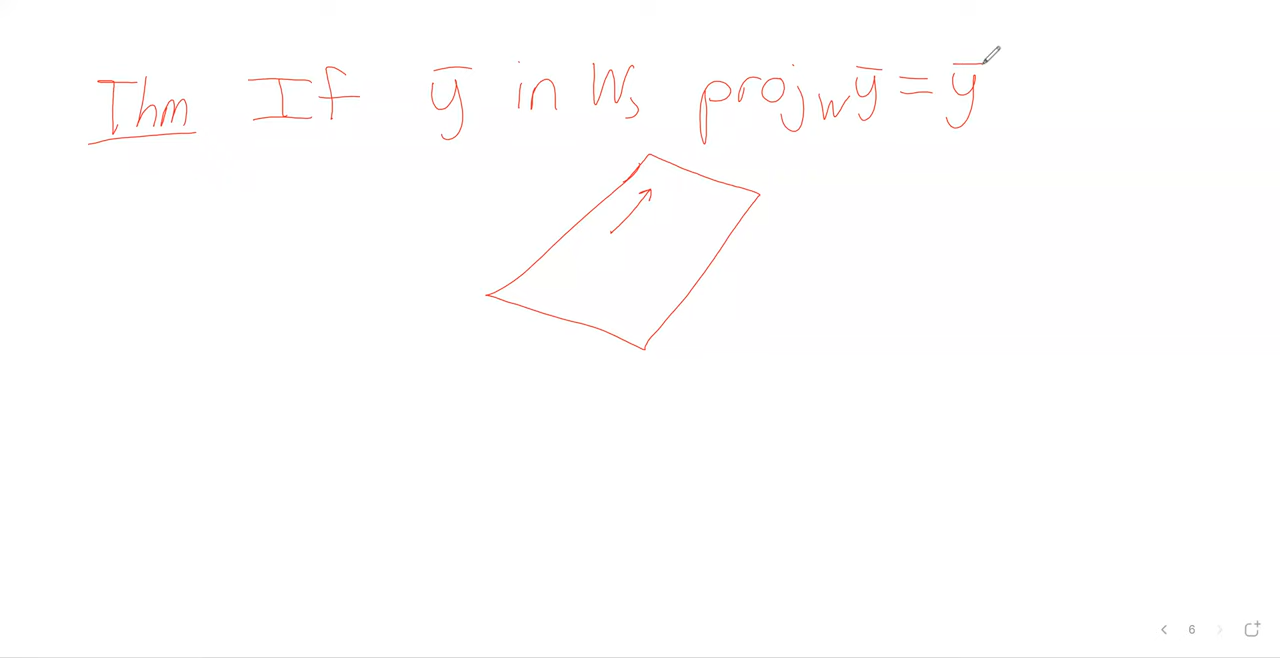 Thm If ȳ in W, proj_W ȳ = ȳ
6